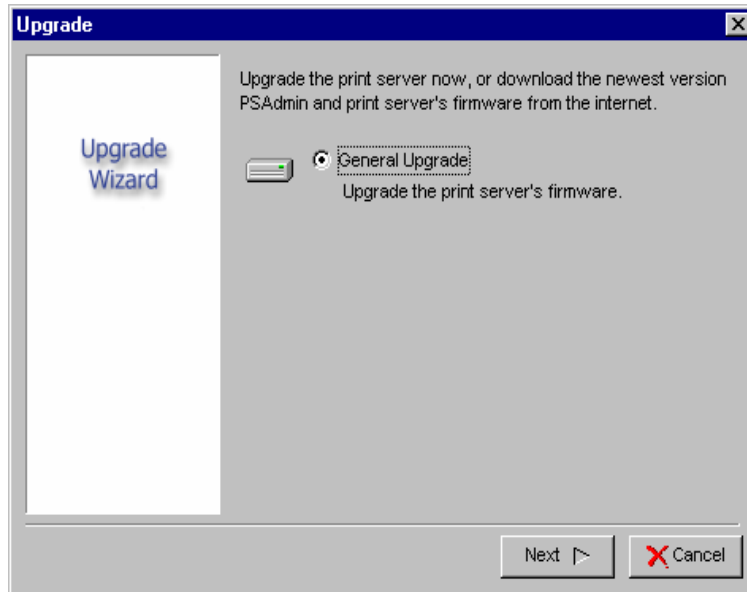 Upgrade
Upgrade the print server now, or download the newest version
PSAdmin and print server's firmware from the internet.
Upgrade
Wizard
General Upgrade
Upgrade the print server's firmware.
Next
Cancel